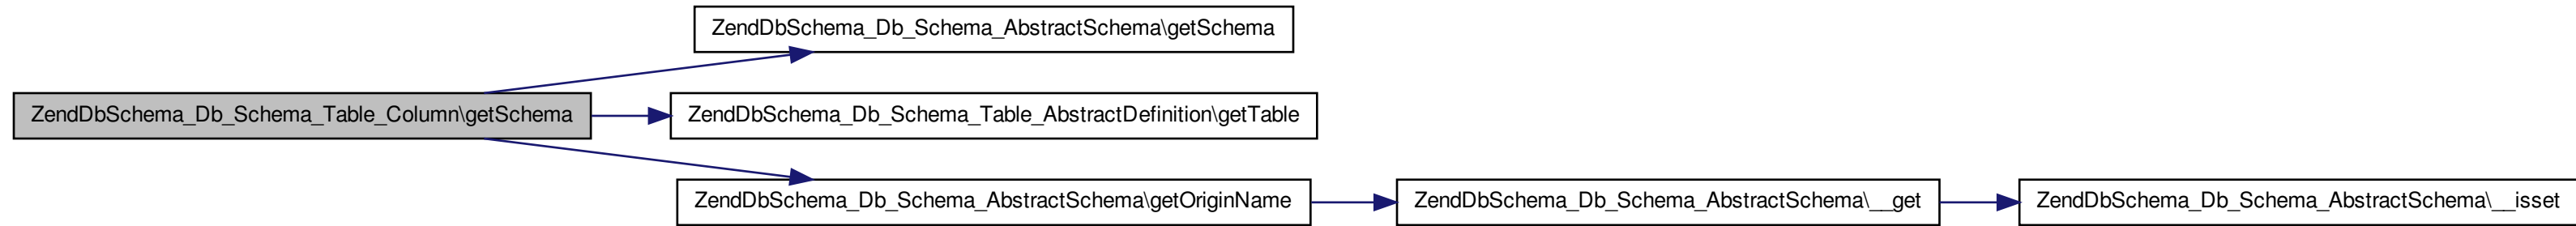 ZendDbSchema_Db_Schema_AbstractSchema\getSchema
ZendDbSchema_Db_Schema_Table_Column\getSchema
ZendDbSchema_Db_Schema_Table_AbstractDefinition\getTable
ZendDbSchema_Db_Schema_AbstractSchema\getOriginName
ZendDbSchema_Db_Schema_AbstractSchema\__get
ZendDbSchema_Db_Schema_AbstractSchema\__isset